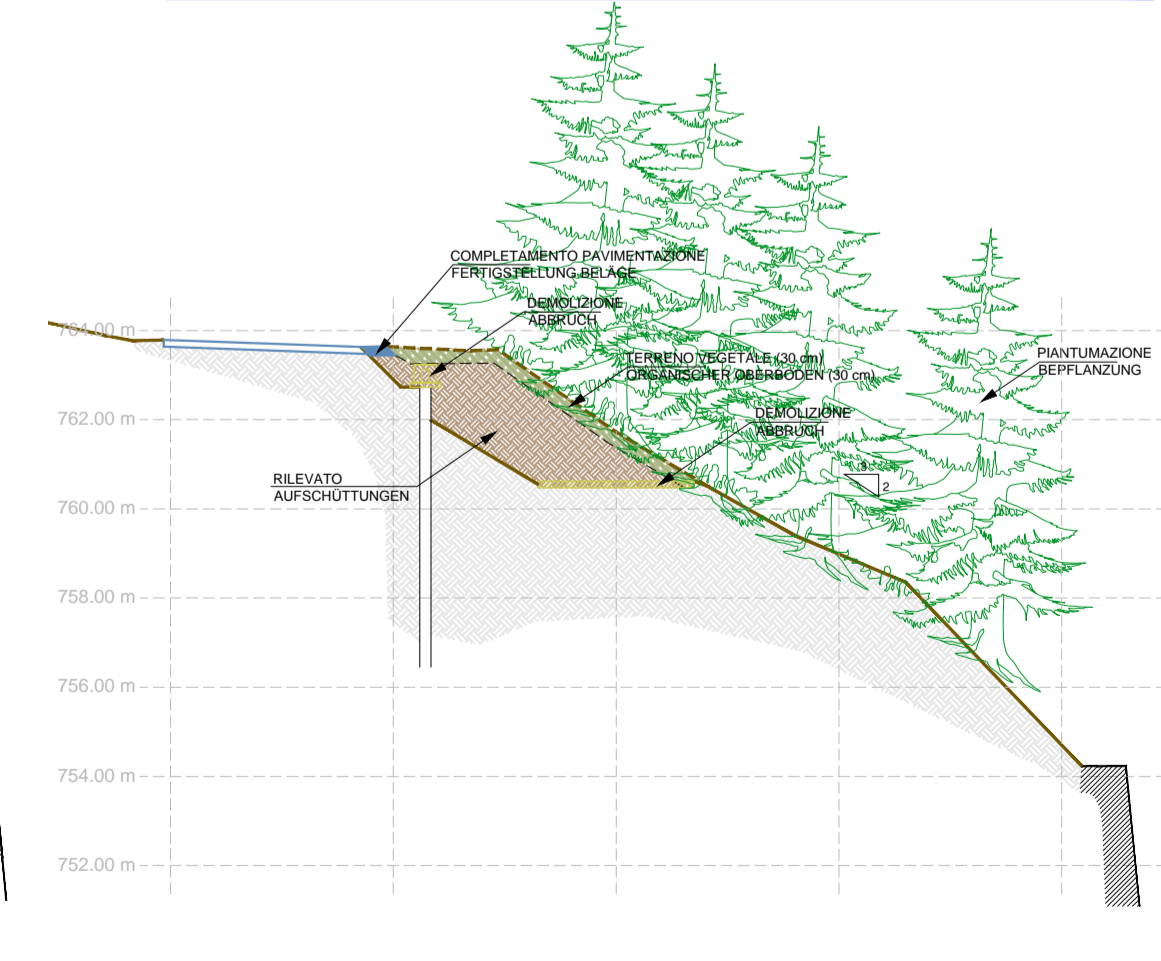 COMPLETAMENTO PAVIMENTAZIONE
FERTIGSTELLUNG BELÄGE
DEMOLIZIONE
ABBRUCH
764.00 m
TERRENO VEGETALE (30 cm)
ORGANISCHER OBERBODEN (30 cm)
PIANTUMAZIONE
BEPFLANZUNG
762.00 m
DEMOLIZIONE
ABBRUCH
3
2
RILEVATO
AUFSCHÜTTUNGEN
760.00 m
758.00 m
756.00 m
754.00 m
752.00 m